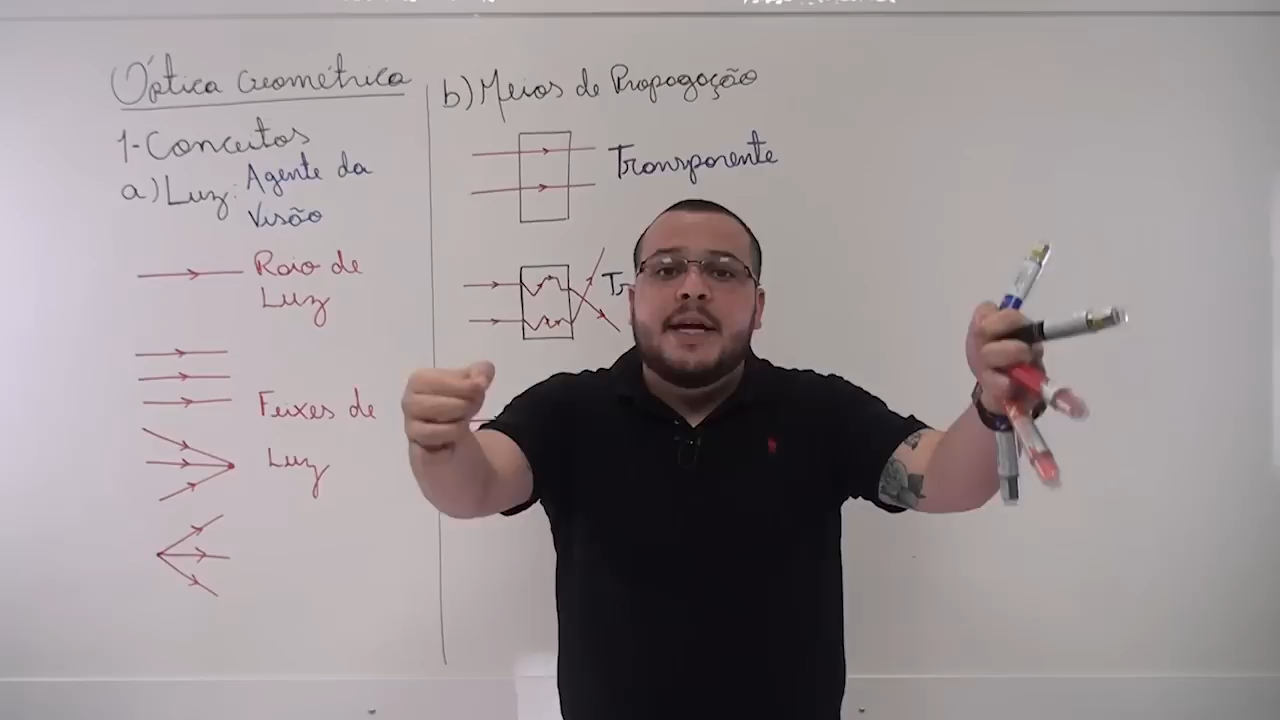 Óptica Geométrica
1-Conceitos
a) Luz: Agente da
Visão
Raio de
Luz
Feixes de
Luz
b) Meios de Propagação
Transparente